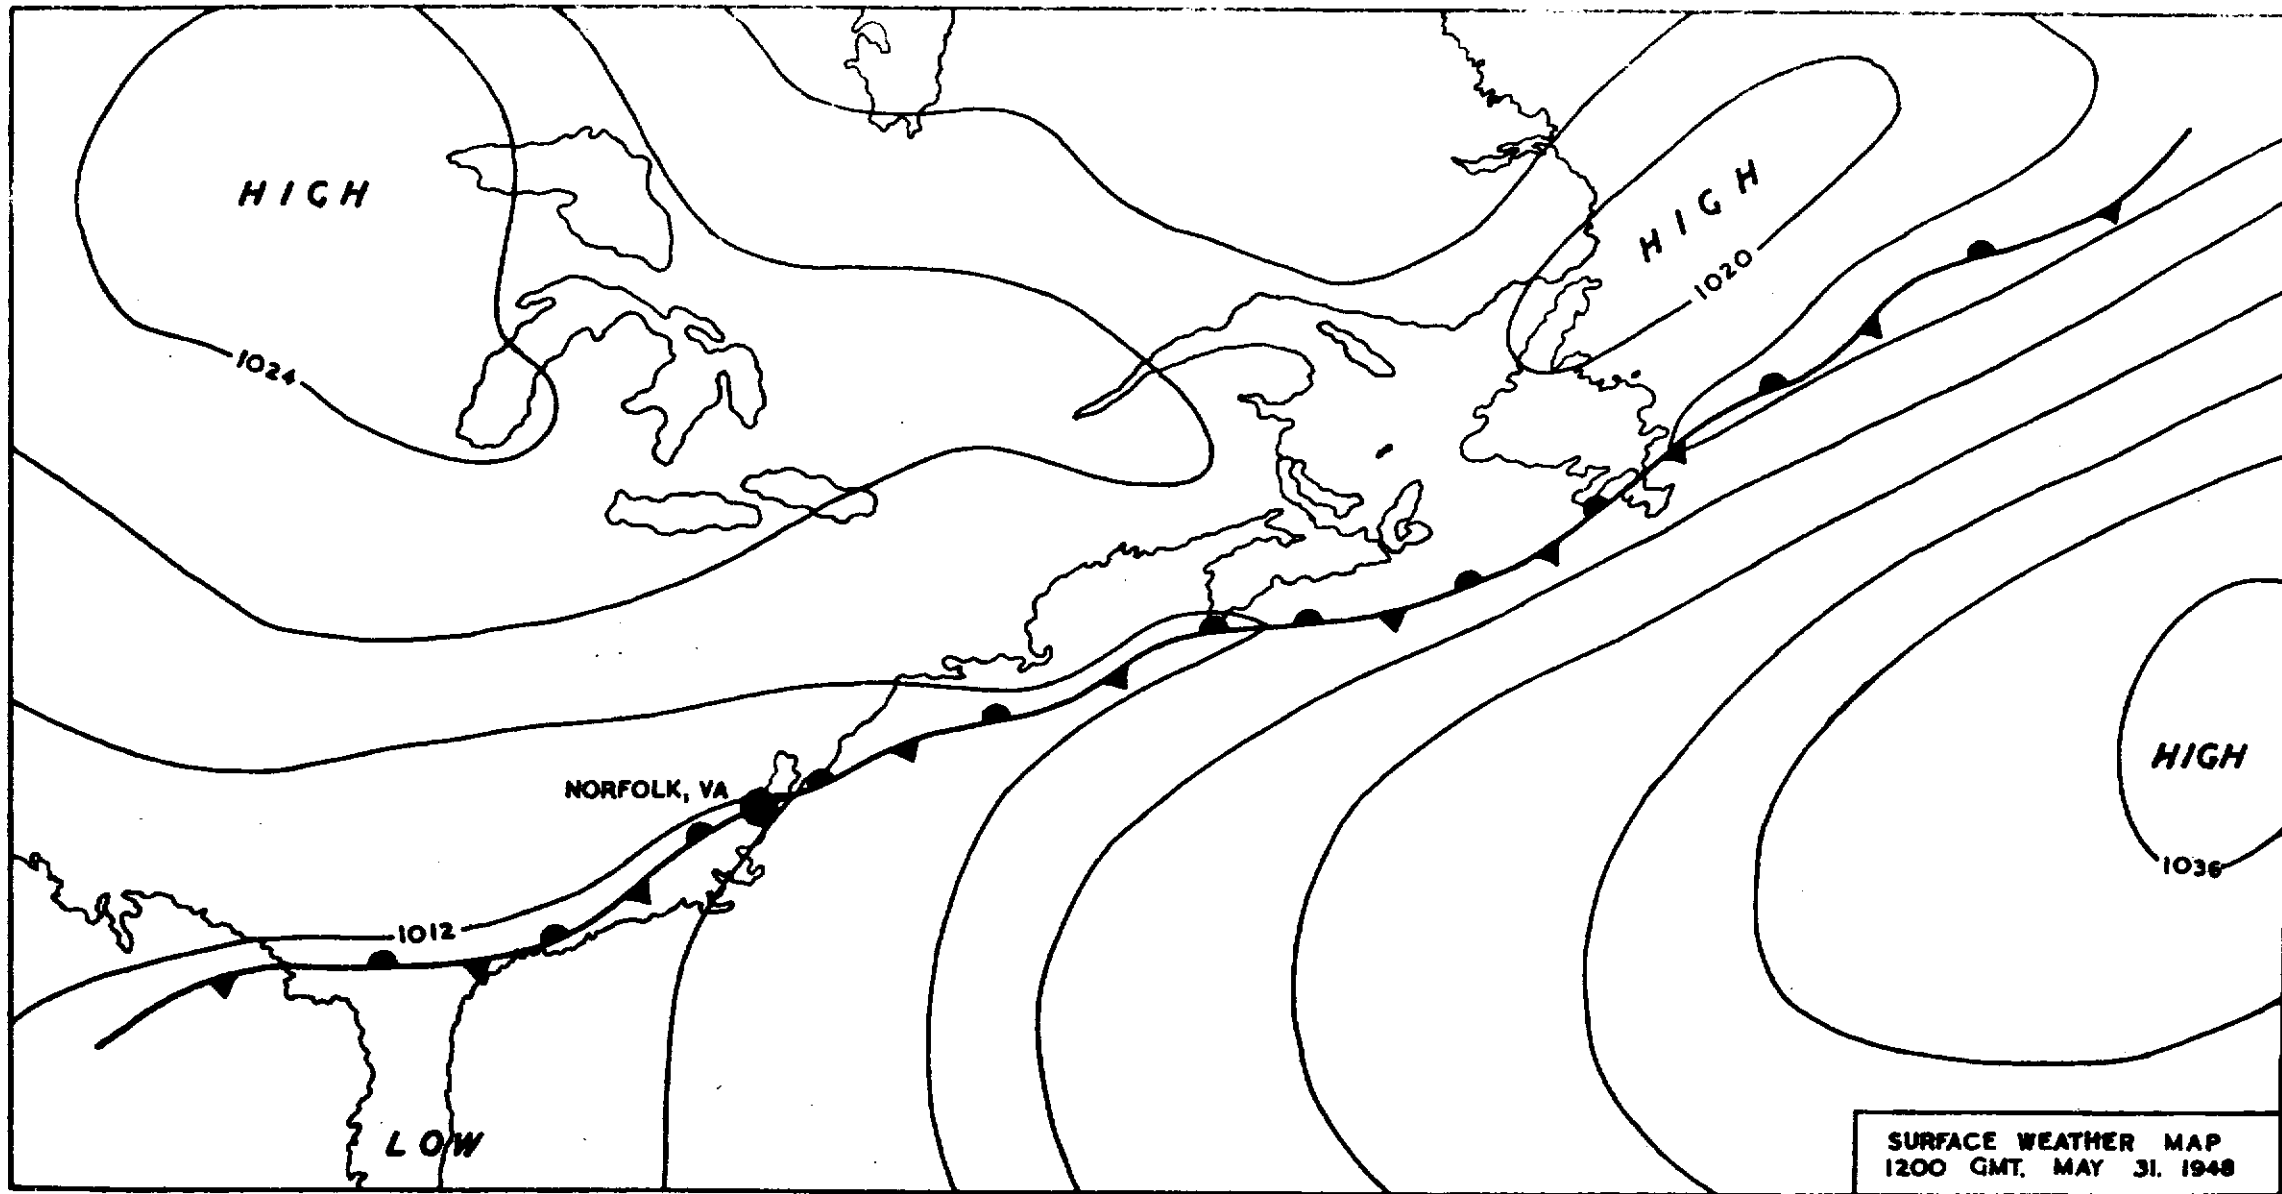 HIGH
HIGH
1020
1024
HIGH
NORFOLK, VA
1036
1012
LOW
SURFACE WEATHER MAP
1200 GMT. MAY 31. 1948